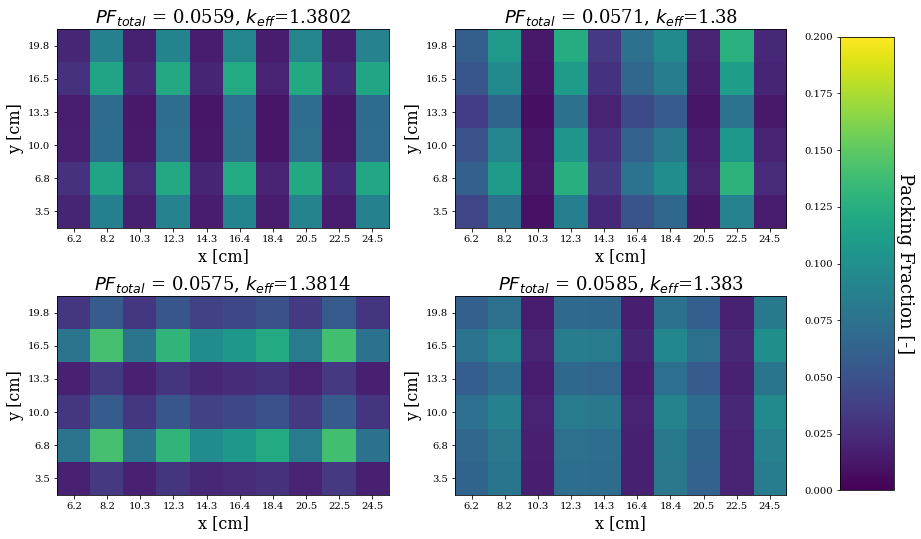 PF_total = 0.0559, k_eff=1.3802
PF_total = 0.0571, k_eff=1.38
y [cm]
19.8
16.5
13.3
10.0
6.8
3.5
6.2 8.2 10.3 12.3 14.3 16.4 18.4 20.5 22.5 24.5
x [cm]
y [cm]
19.8
16.5
13.3
10.0
6.8
3.5
6.2 8.2 10.3 12.3 14.3 16.4 18.4 20.5 22.5 24.5
x [cm]
PF_total = 0.0575, k_eff=1.3814
PF_total = 0.0585, k_eff=1.383
y [cm]
19.8
16.5
13.3
10.0
6.8
3.5
6.2 8.2 10.3 12.3 14.3 16.4 18.4 20.5 22.5 24.5
x [cm]
y [cm]
19.8
16.5
13.3
10.0
6.8
3.5
6.2 8.2 10.3 12.3 14.3 16.4 18.4 20.5 22.5 24.5
x [cm]
0.200
0.175
0.150
0.125
0.100
0.075
0.050
0.025
0.000
Packing Fraction [-]